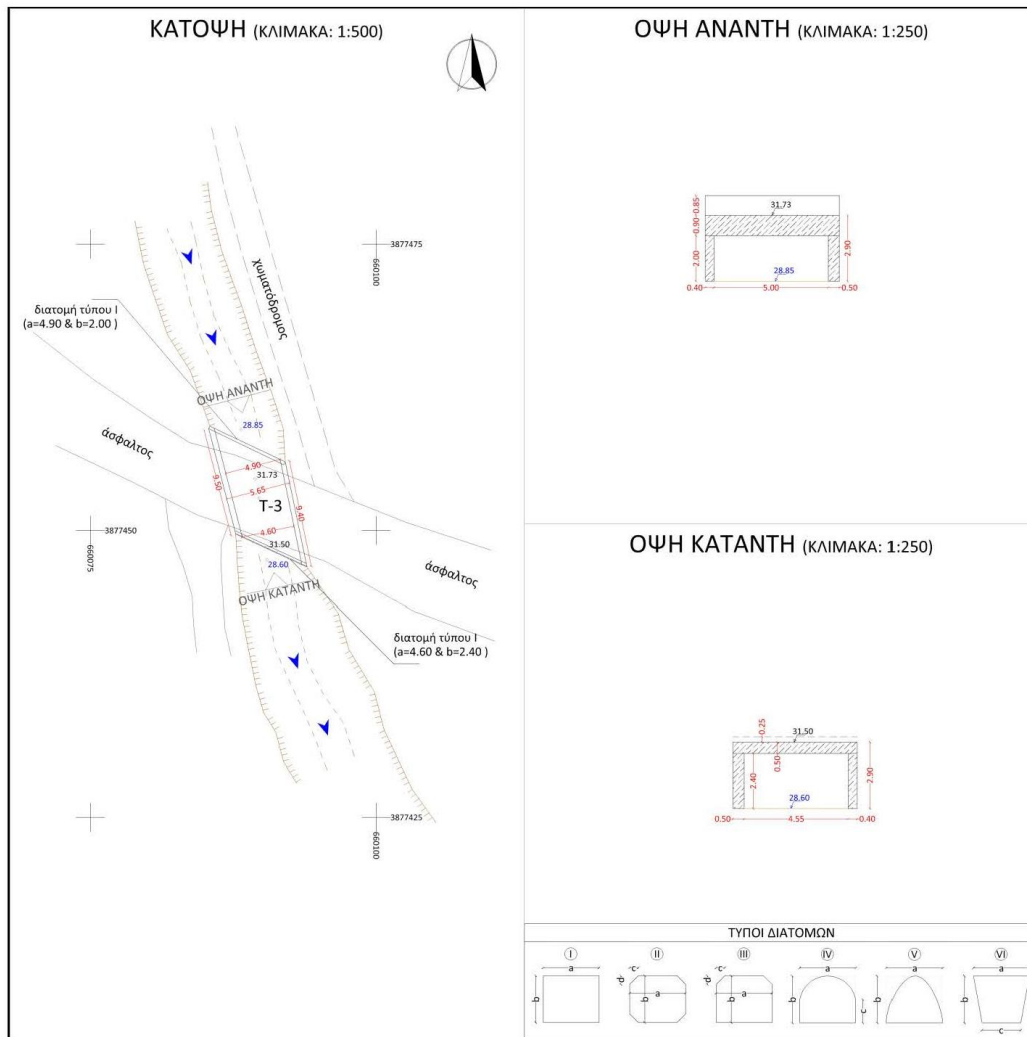 ΚΑΤΟΨΗ (ΚΛΙΜΑΚΑ: 1:500)
3877475
660100
χωματόδρομος
διατομή τύπου I
(a=4.90 & b=2.00 )
ΟΨΗ ΑΝΑΝΤΗ
28.85
άσφαλτος
4.90
31.73
9.50
5.65
T-3
9.40
4.60
31.50
28.60
3877450
660075
άσφαλτος
ΟΨΗ ΚΑΤΑΝΤΗ
διατομή τύπου I
(a=4.60 & b=2.40 )
3877425
660100
ΟΨΗ ΑΝΑΝΤΗ (ΚΛΙΜΑΚΑ: 1:250)
0.85
31.73
0.90
2.00
2.90
28.85
0.40
5.00
0.50
ΟΨΗ ΚΑΤΑΝΤΗ (ΚΛΙΜΑΚΑ: 1:250)
0.25
31.50
0.50
2.40
2.90
28.60
0.50
4.55
0.40
ΤΥΠΟΙ ΔΙΑΤΟΜΩΝ
I II III IV V VI
a c c a a a
b d b a d b a b c b b
c